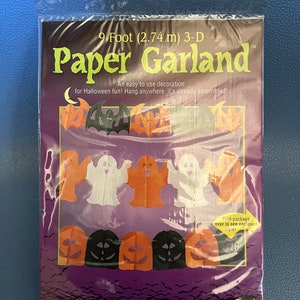 9-Foot (2.74 m) 3-D
Paper Garland
An easy to use decoration
for Halloween fun! Hang anywhere. It's already assembled!
package
over to see